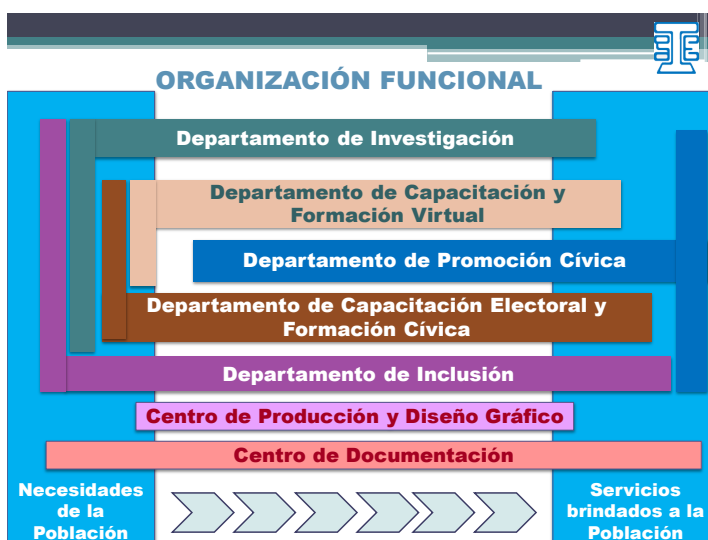 ORGANIZACIÓN FUNCIONAL
Departamento de Investigación
Departamento de Capacitación y
Formación Virtual
Departamento de Promoción Cívica
Departamento de Capacitación Electoral y
Formación Cívica
Departamento de Inclusión
Centro de Producción y Diseño Gráfico
Centro de Documentación
Necesidades
de la
Población
Servicios
brindados a la
Población